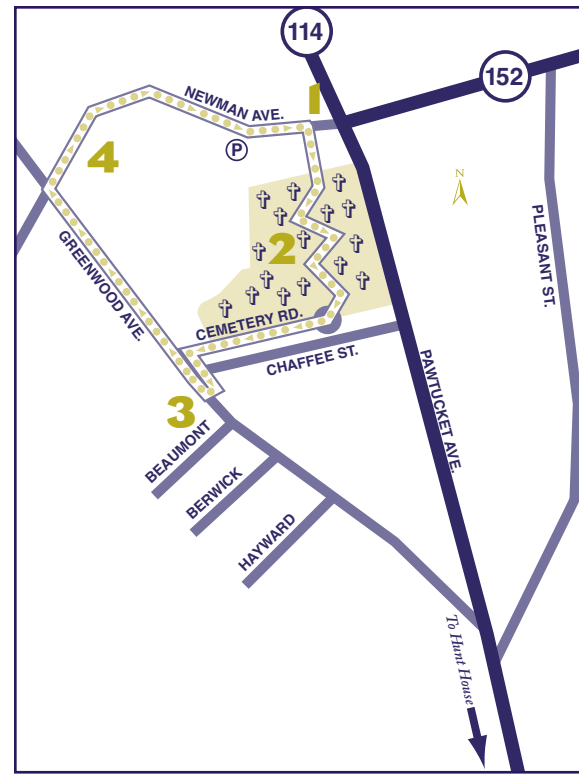 114
152
1
NEWMAN AVE.
P
4
N
PLEASANT ST.
2
GREENWOOD AVE.
CEMETERY RD.
CHAFFEE ST.
PAWTUCKET AVE.
3
BEAUMONT
BERWICK
HAYWARD
To Hunt House